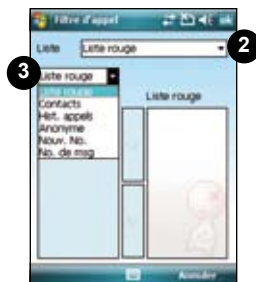 Filtre d'appel
ok
Liste
Liste rouge
2
3
Liste rouge
Liste rouge
Liste rouge
Contacts
Hist. appels
Anonyme
Nouv. No.
No. de msg
Annuler